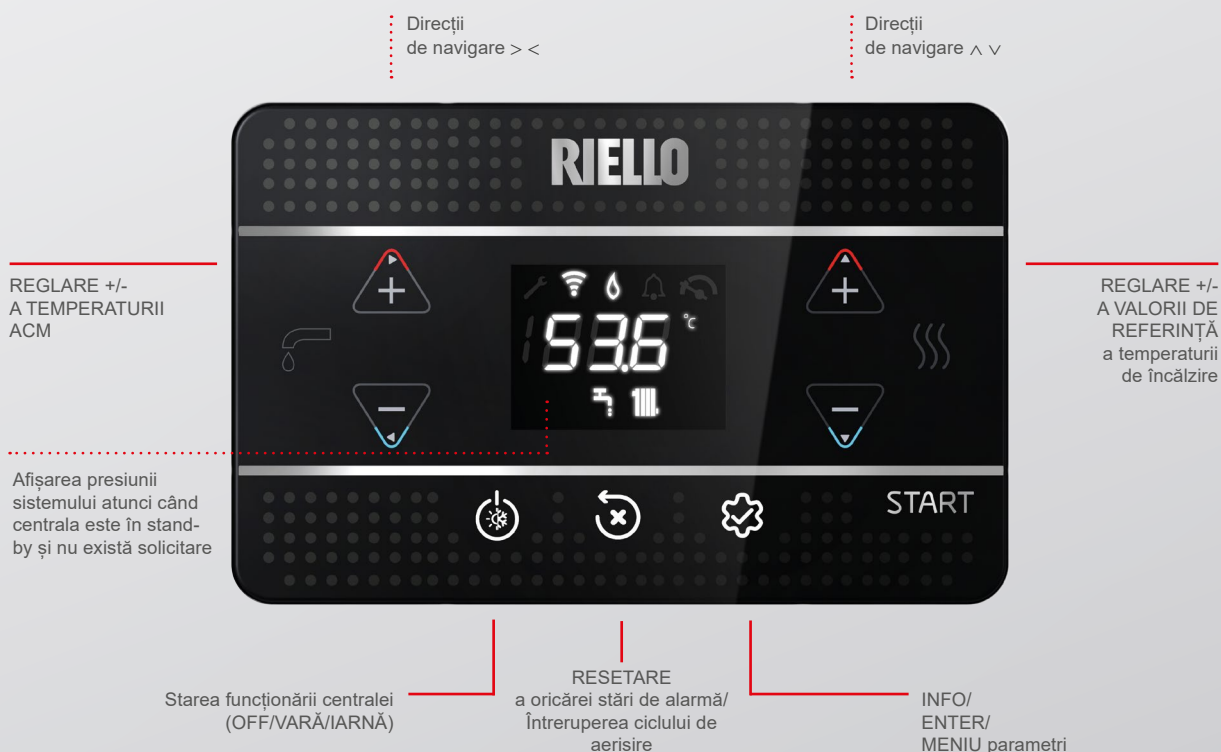 Direcții
de navigare > <
Direcții
de navigare ∧ ∨
RIELLO
REGLARE +/-
A TEMPERATURII
ACM
+
+
53.6 °C
REGLARE +/-
A VALORII DE
REFERINȚĂ
a temperaturii
de încălzire
−
−
Afișarea presiunii
sistemului atunci când
centrala este în stand-
by și nu există solicitare
START
Starea funcționării centralei
(OFF/VARĂ/IARNĂ)
RESETARE
a oricărei stări de alarmă/
Întreruperea ciclului de
aerisire
INFO/
ENTER/
MENIU parametri